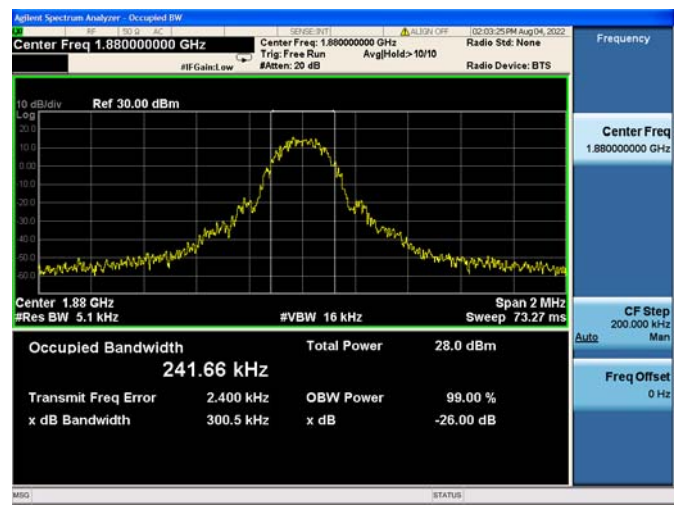 Agilent Spectrum Analyzer - Occupied BW
RF 50 Ω AC SENSE:INT ALIGN OFF 02:03:25 PM Aug 04, 2022
Center Freq 1.880000000 GHz Center Freq: 1.880000000 GHz Radio Std: None
Trig: Free Run Avg|Hold:> 10/10
#IFGain:Low #Atten: 20 dB Radio Device: BTS
10 dB/div Ref 30.00 dBm
Log
20.0
10.0
0.00
-10.0
-20.0
-30.0
-40.0
-50.0
-60.0
Center 1.88 GHz Span 2 MHz
#Res BW 5.1 kHz #VBW 16 kHz Sweep 73.27 ms
Occupied Bandwidth Total Power 28.0 dBm
241.66 kHz
Transmit Freq Error 2.400 kHz OBW Power 99.00 %
x dB Bandwidth 300.5 kHz x dB -26.00 dB
MSG STATUS
Frequency
Center Freq
1.880000000 GHz
CF Step
200.000 kHz
Auto Man
Freq Offset
0 Hz